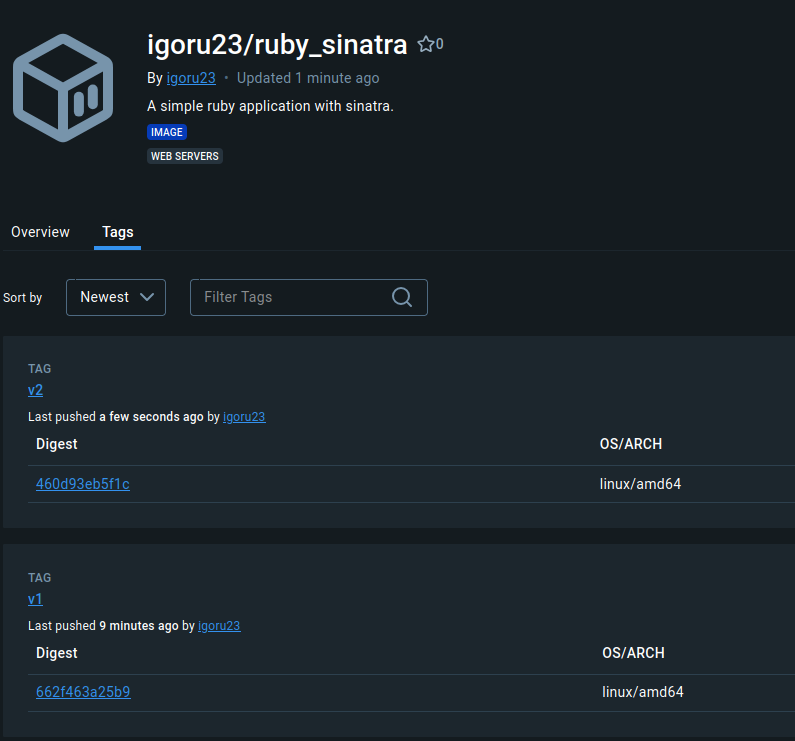 igoru23/ruby_sinatra ☆0
By igoru23 · Updated 1 minute ago
A simple ruby application with sinatra.
IMAGE
WEB SERVERS
Overview Tags
Sort by Newest Filter Tags
TAG
v2
Last pushed a few seconds ago by igoru23
Digest OS/ARCH
460d93eb5f1c linux/amd64
TAG
v1
Last pushed 9 minutes ago by igoru23
Digest OS/ARCH
662f463a25b9 linux/amd64